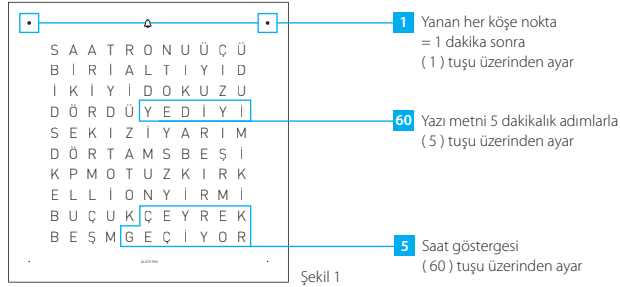 S A A T R O N U Ü Ç Ü
B I R I A L T I Y I D
İ K İ Y İ D O K U Z U
D Ö R D Ü Y E D İ Y İ
S E K I Z İ Y A R I M
D Ö R T A M S B E Ş İ
K P M O T U Z K I R K
E L L İ O N Y İ R M İ
B U Ç U K Ç E Y R E K
B E Ş M G E Ç İ Y O R
Şekil 1
1 Yanan her köşe nokta
= 1 dakika sonra
( 1 ) tuşu üzerinden ayar
60 Yazı metni 5 dakikalık adımlarla
( 5 ) tuşu üzerinden ayar
5 Saat göstergesi
( 60 ) tuşu üzerinden ayar